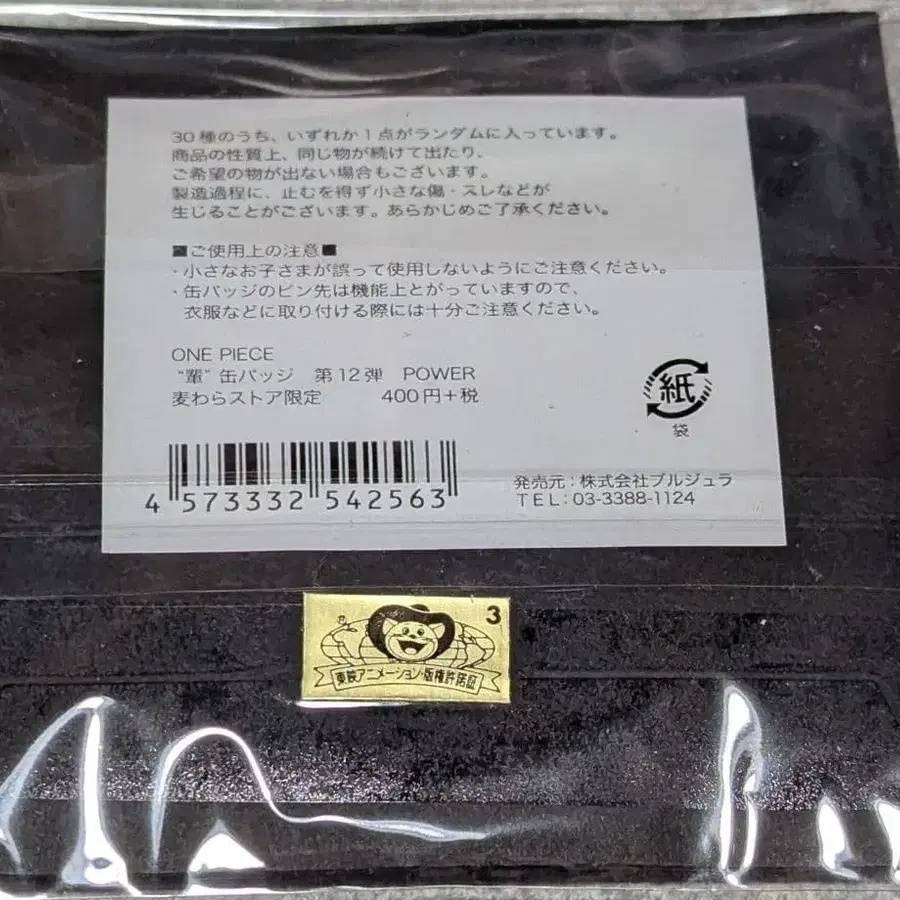 30種のうち、いずれか1点がランダムに入っています。
商品の性質上、同じ物が続けて出たり、
ご希望の物が出ない場合もございます。
製造過程に、止むを得ず小さな傷・スレなどが
生じることがございます。あらかじめご了承ください。
■ご使用上の注意■
・小さなお子さまが誤って使用しないようにご注意ください。
・缶バッジのピン先は機能上とがっていますので、
衣服などに取り付ける際には十分ご注意ください。
ONE PIECE
“輩”缶バッジ 第12弾 POWER
麦わらストア限定 400円+税
紙
袋
4 573332 542563
発売元：株式会社ブルジュラ
TEL：03-3388-1124
3
東映アニメーション・版権許諾証